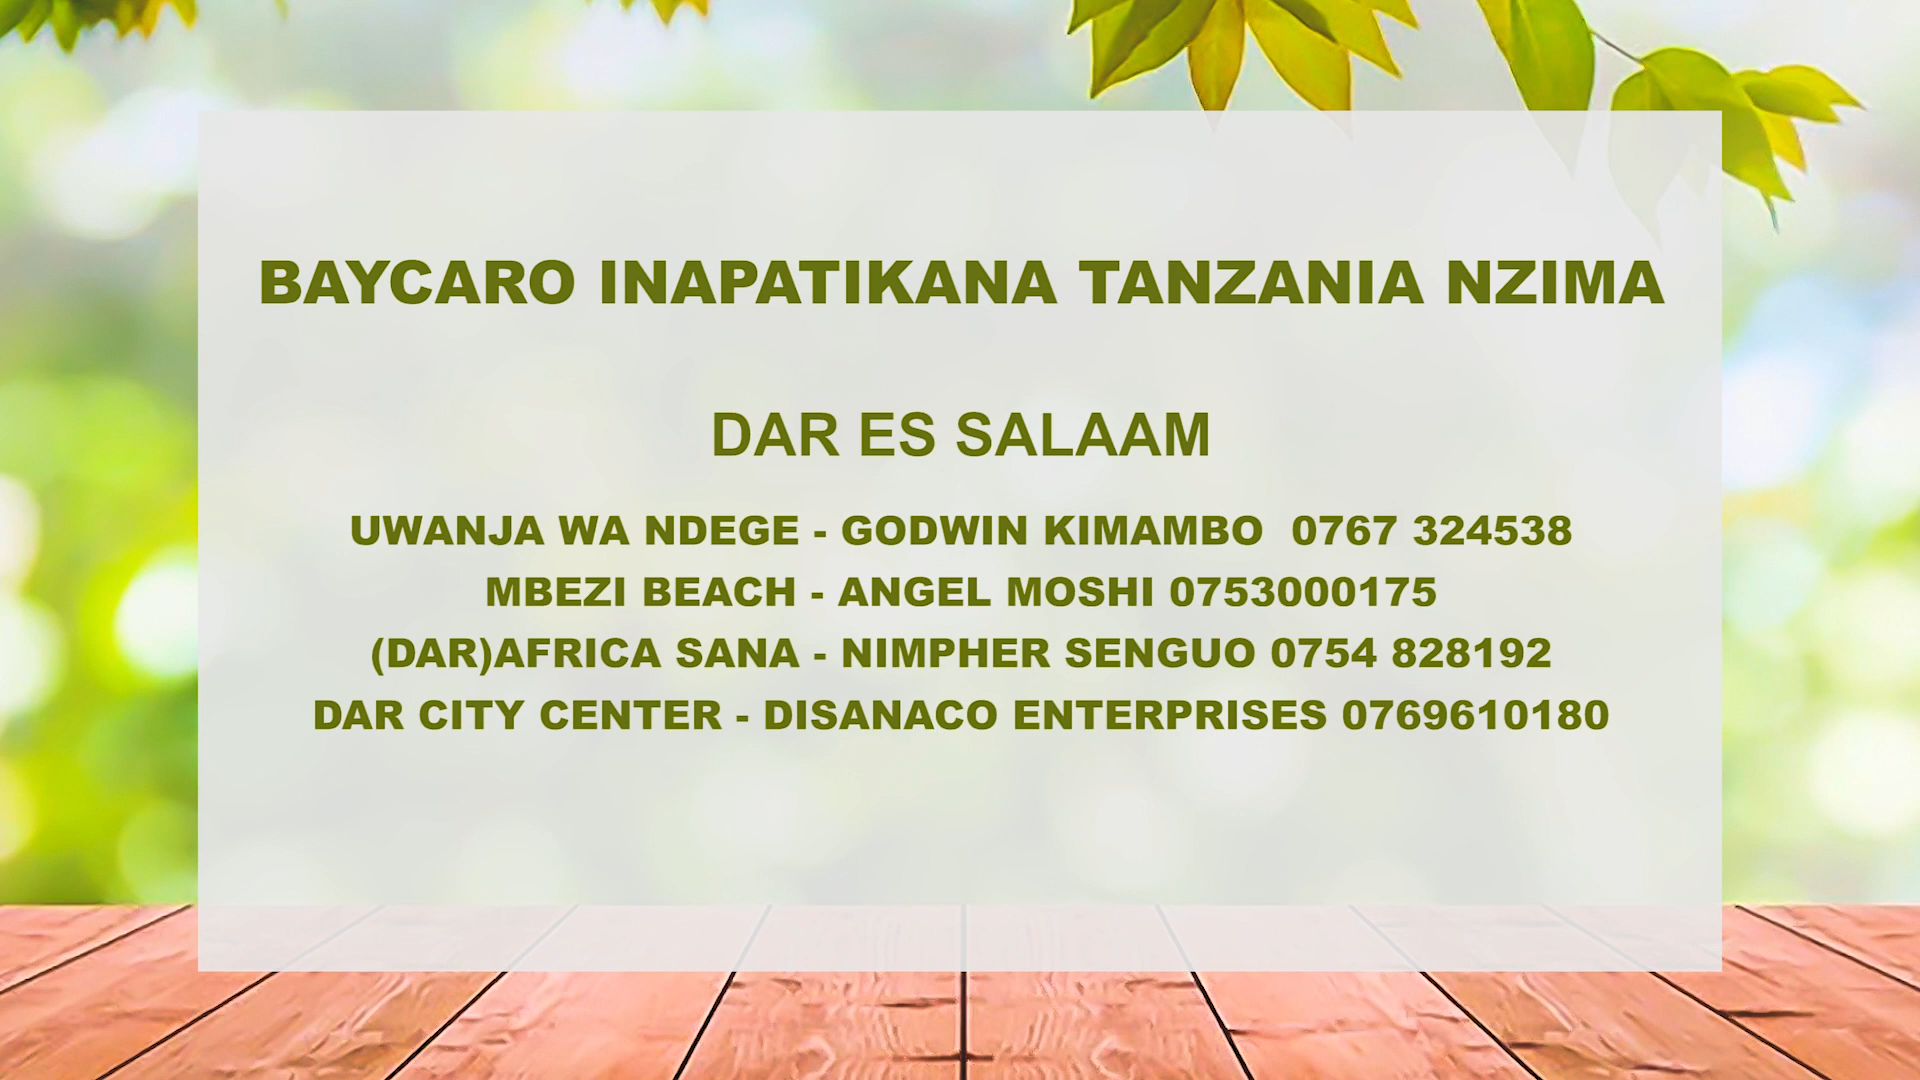 BAYCARO INAPATIKANA TANZANIA NZIMA
DAR ES SALAAM
UWANJA WA NDEGE - GODWIN KIMAMBO  0767 324538
MBEZI BEACH - ANGEL MOSHI 0753000175
(DAR)AFRICA SANA - NIMPHER SENGUO 0754 828192
DAR CITY CENTER - DISANACO ENTERPRISES 0769610180